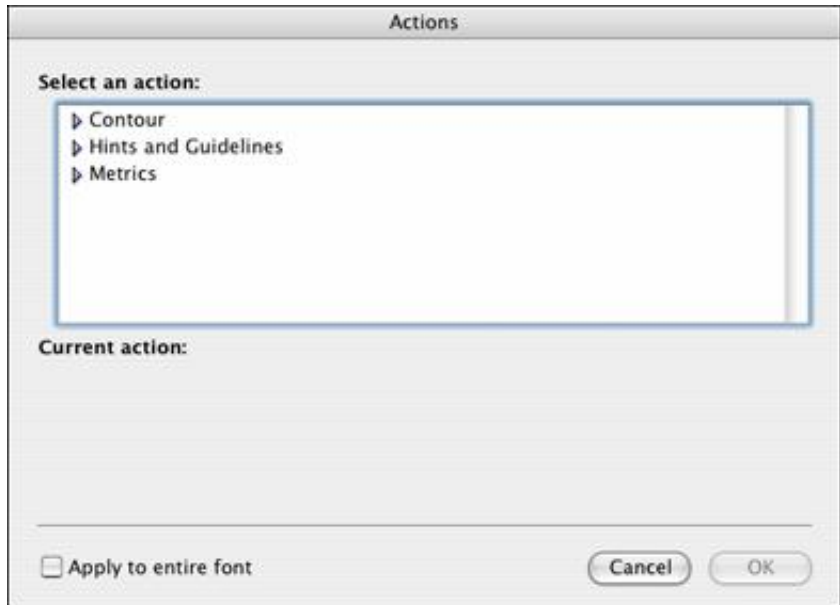 Actions
Select an action:
Contour
Hints and Guidelines
Metrics
Current action:
Apply to entire font
Cancel
OK